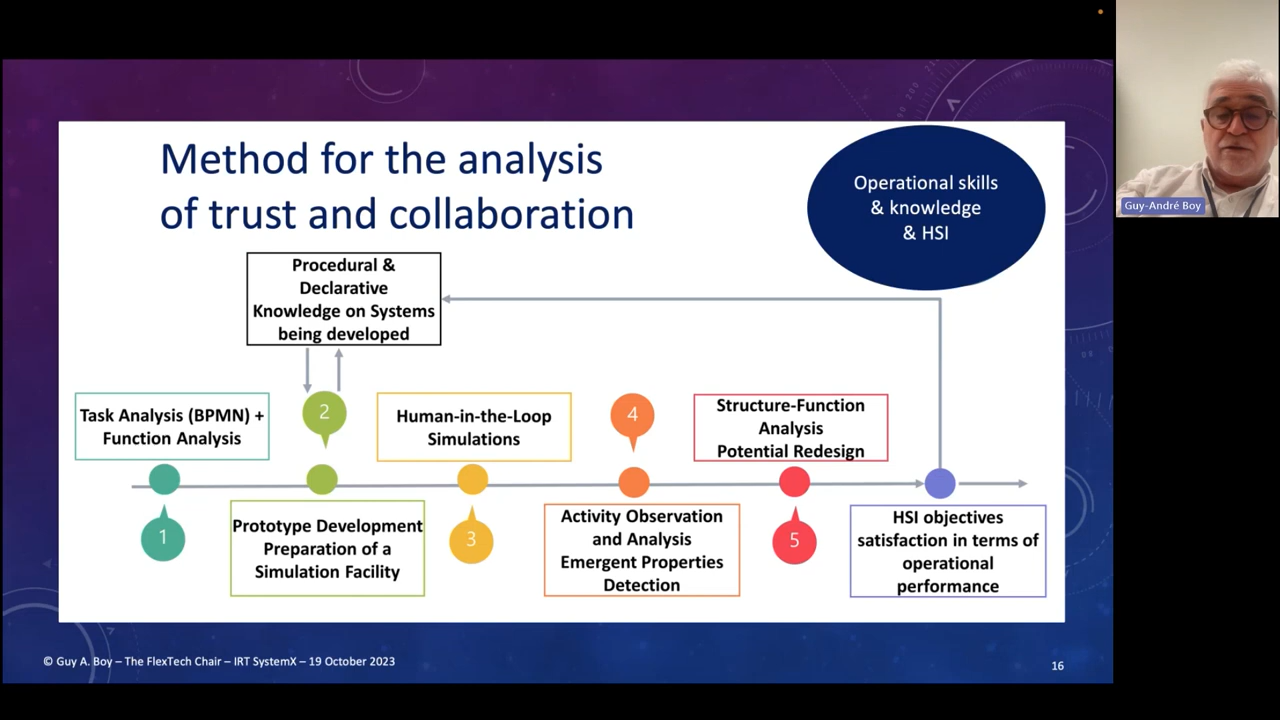 Method for the analysis
of trust and collaboration
Operational skills
& knowledge
& HSI
Guy-André Boy
Procedural &
Declarative
Knowledge on Systems
being developed
Task Analysis (BPMN) +
Function Analysis
2
Human-in-the-Loop
Simulations
4
Structure-Function
Analysis
Potential Redesign
1
Prototype Development
Preparation of a
Simulation Facility
3
Activity Observation
and Analysis
Emergent Properties
Detection
5
HSI objectives
satisfaction in terms of
operational
performance
© Guy A. Boy – The FlexTech Chair – IRT SystemX – 19 October 2023
16